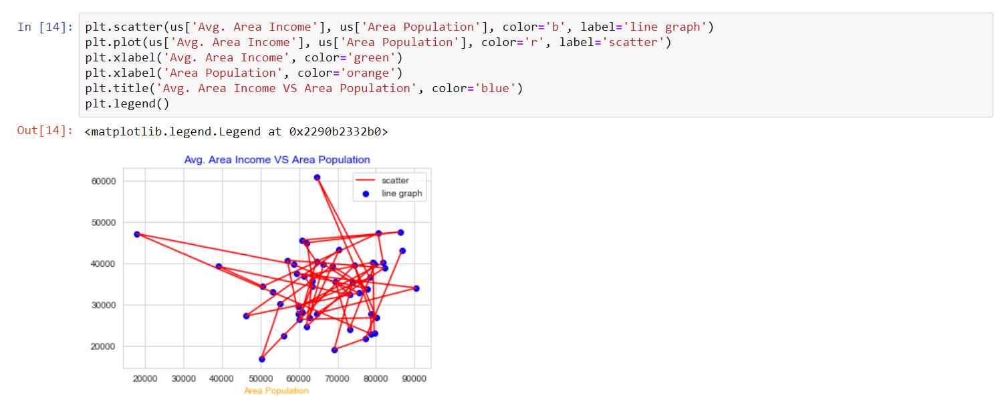 In [14]: plt.scatter(us['Avg. Area Income'], us['Area Population'], color='b', label='line graph')
plt.plot(us['Avg. Area Income'], us['Area Population'], color='r', label='scatter')
plt.xlabel('Avg. Area Income', color='green')
plt.xlabel('Area Population', color='orange')
plt.title('Avg. Area Income VS Area Population', color='blue')
plt.legend()
Out[14]: <matplotlib.legend.Legend at 0x2290b2332b0>
Avg. Area Income VS Area Population
scatter
line graph
60000
50000
40000
30000
20000
20000 30000 40000 50000 60000 70000 80000 90000
Area Population